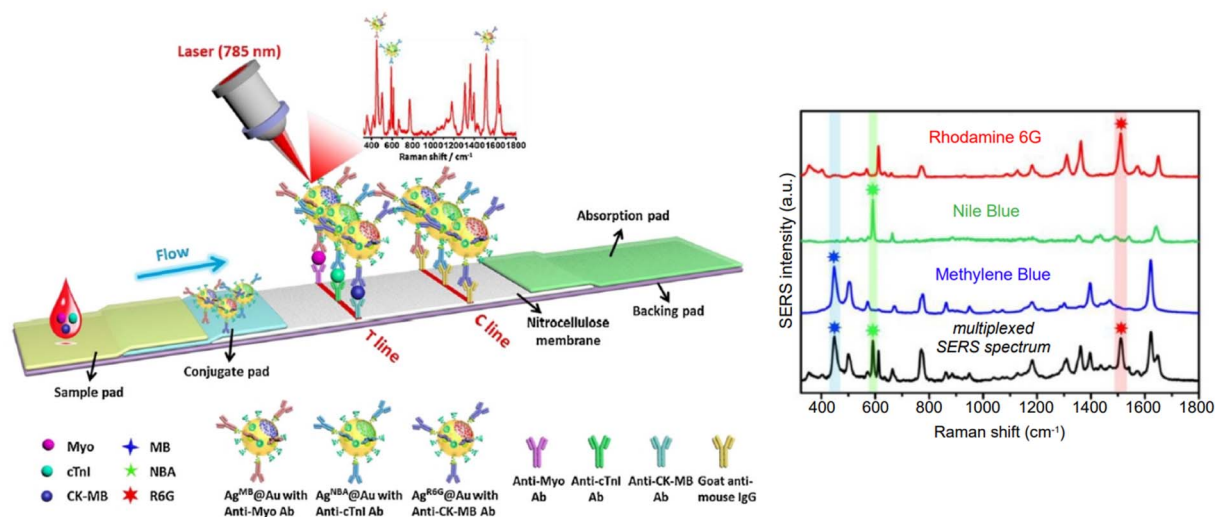 Laser (785 nm)
400 600 800 1000 1200 1400 1600 1800
Raman shift / cm⁻¹
Flow
Absorption pad
T line
C line
Nitrocellulose
membrane
Backing pad
Conjugate pad
Sample pad
Myo
MB
cTnI
NBA
CK-MB
R6G
Ag^MB@Au with
Anti-Myo Ab
Ag^NBA@Au with
Anti-cTnI Ab
Ag^R6G@Au with
Anti-CK-MB Ab
Anti-Myo
Ab
Anti-cTnI
Ab
Anti-CK-MB
Ab
Goat anti-
mouse IgG
SERS intensity (a.u.)
Rhodamine 6G
Nile Blue
Methylene Blue
multiplexed
SERS spectrum
400 600 800 1000 1200 1400 1600 1800
Raman shift (cm⁻¹)